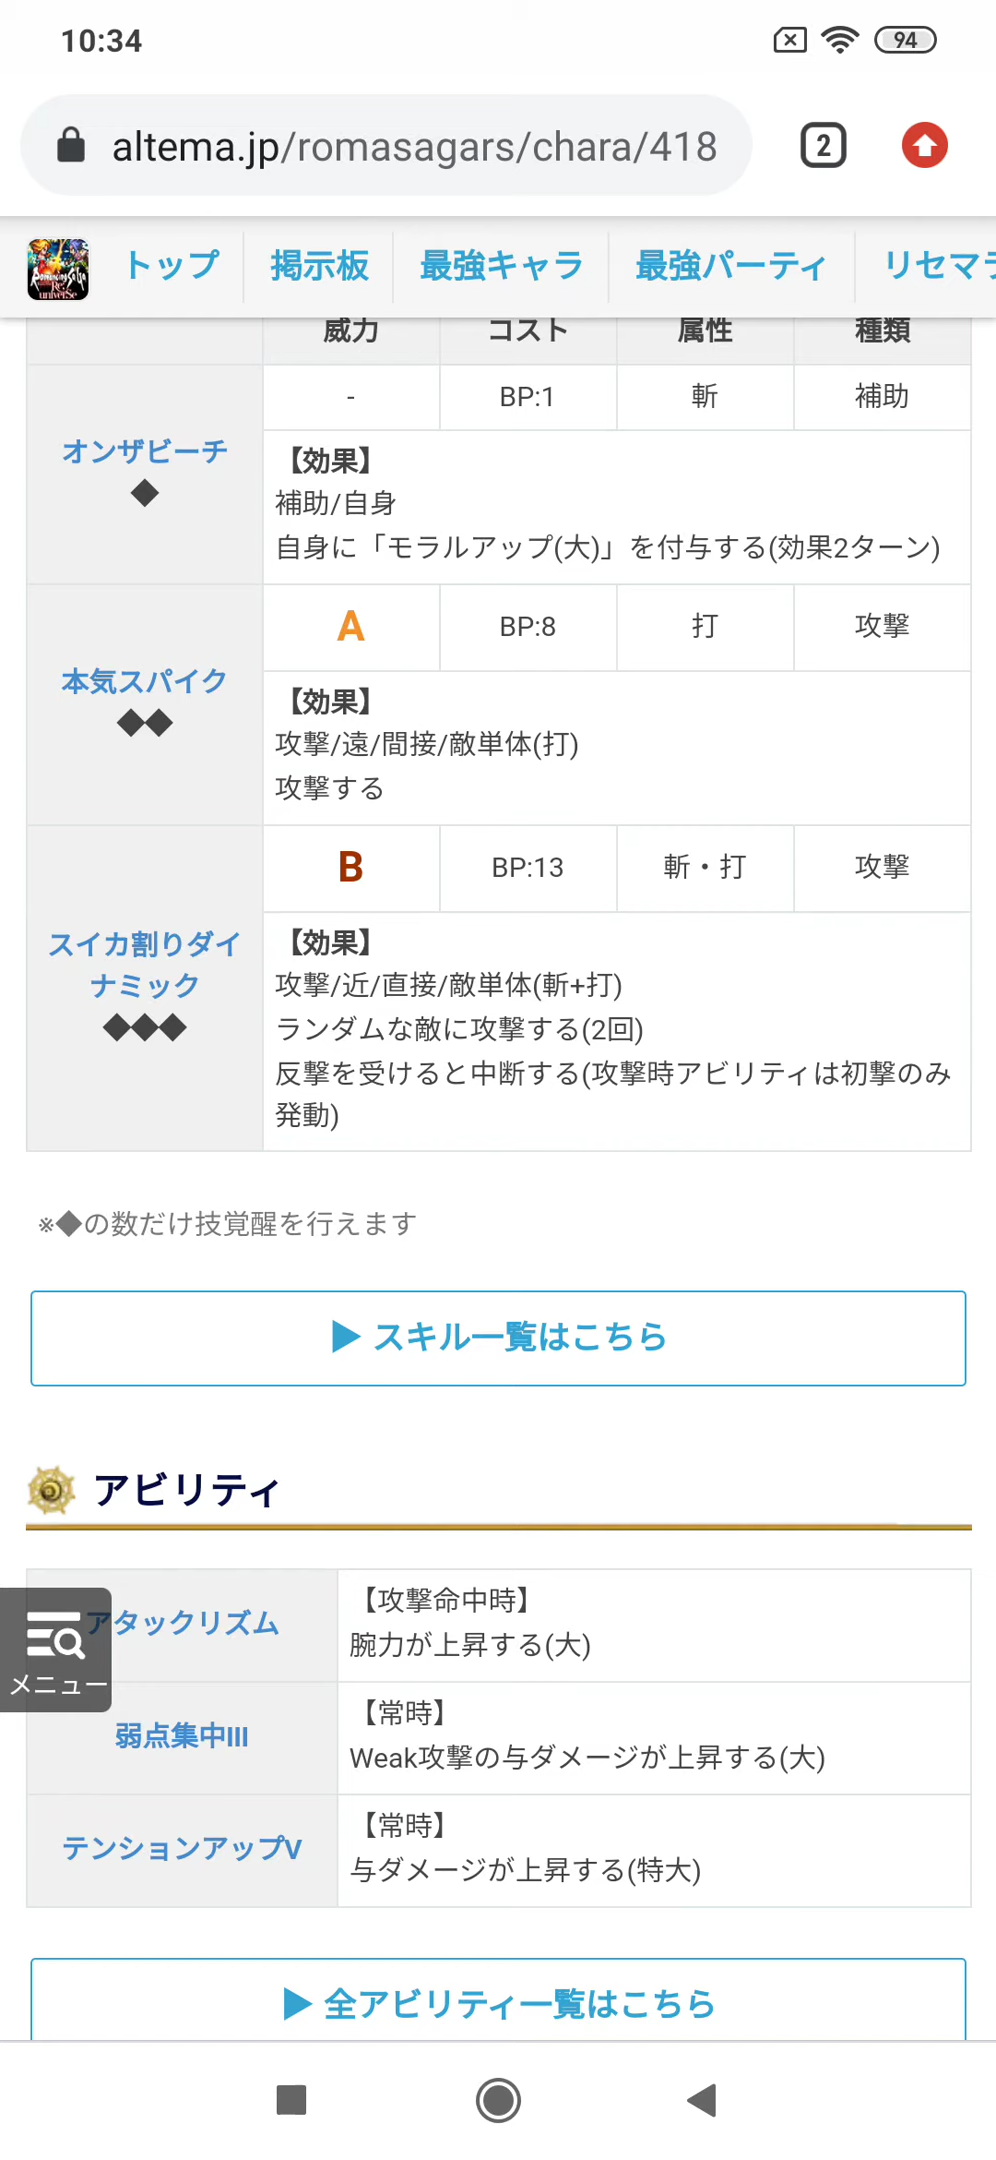 10:34
94
altema.jp/romasagars/chara/418
2
トップ 掲示板 最強キャラ 最強パーティ リセマラ
威力 コスト 属性 種類
オンザビーチ
◆
- BP:1 斬 補助
【効果】
補助/自身
自身に「モラルアップ(大)」を付与する(効果2ターン)
本気スパイク
◆◆
A BP:8 打 攻撃
【効果】
攻撃/遠/間接/敵単体(打)
攻撃する
スイカ割りダイ
ナミック
◆◆◆
B BP:13 斬・打 攻撃
【効果】
攻撃/近/直接/敵単体(斬+打)
ランダムな敵に攻撃する(2回)
反撃を受けると中断する(攻撃時アビリティは初撃のみ
発動)
※◆の数だけ技覚醒を行えます
▶ スキル一覧はこちら
アビリティ
アタックリズム
【攻撃命中時】
腕力が上昇する(大)
メニュー
弱点集中III
【常時】
Weak攻撃の与ダメージが上昇する(大)
テンションアップV
【常時】
与ダメージが上昇する(特大)
▶ 全アビリティ一覧はこちら